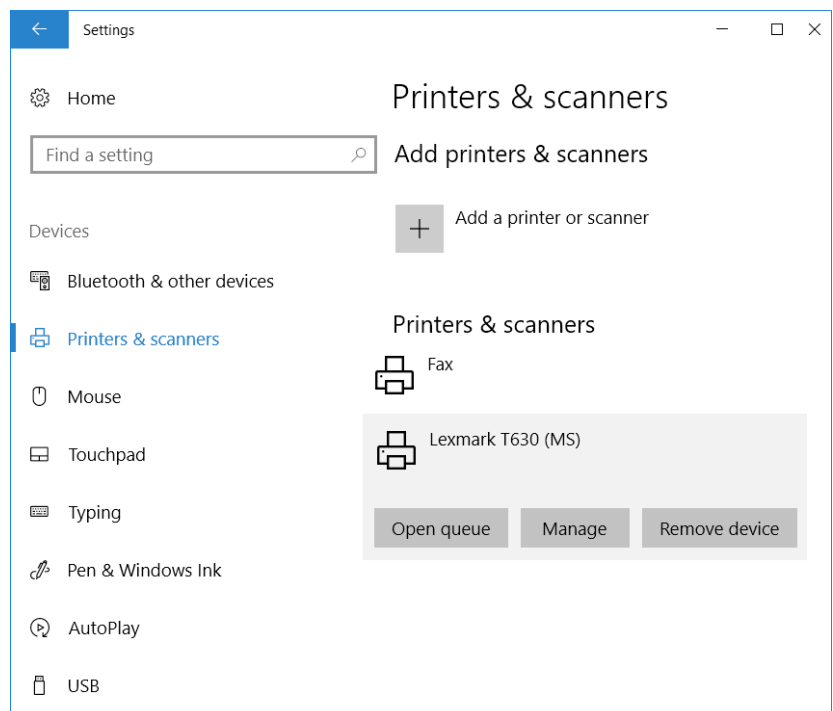 Settings
Home
Find a setting
Devices
Bluetooth & other devices
Printers & scanners
Mouse
Touchpad
Typing
Pen & Windows Ink
AutoPlay
USB
Printers & scanners
Add printers & scanners
Add a printer or scanner
Printers & scanners
Fax
Lexmark T630 (MS)
Open queue Manage Remove device